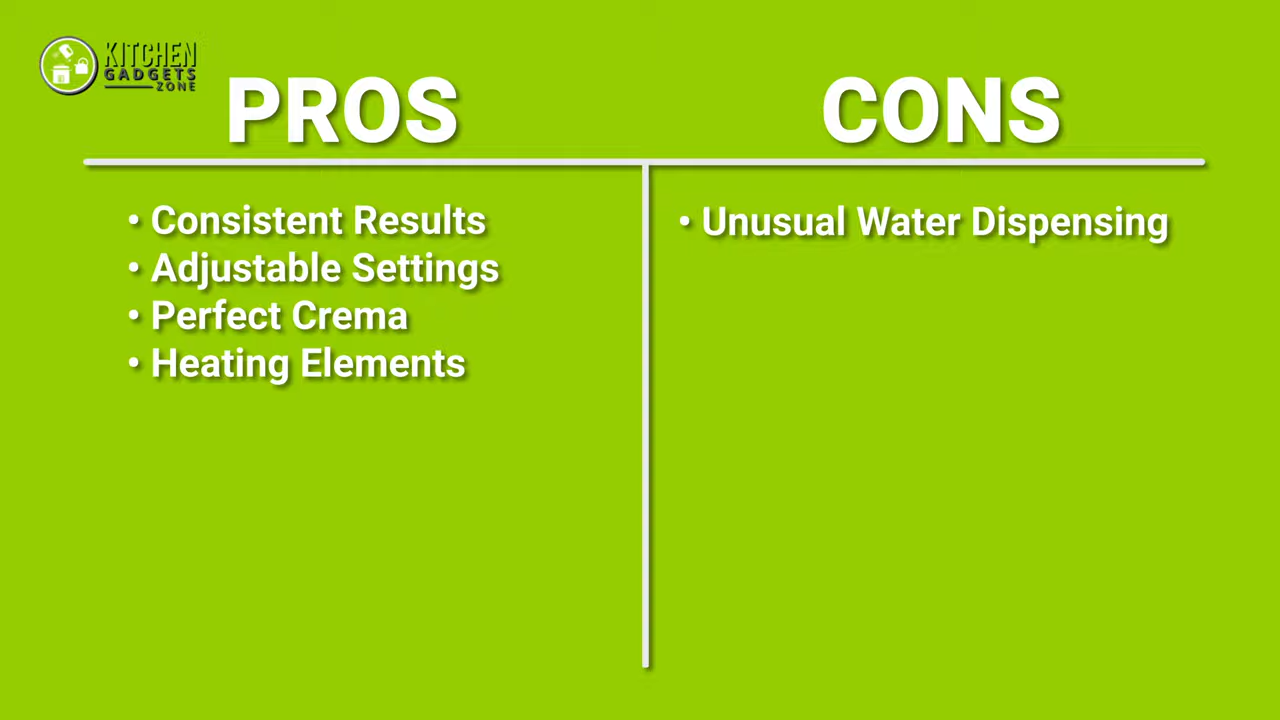 KITCHEN
GADGETS
ZONE
PROS
CONS
• Consistent Results
• Adjustable Settings
• Perfect Crema
• Heating Elements
• Unusual Water Dispensing